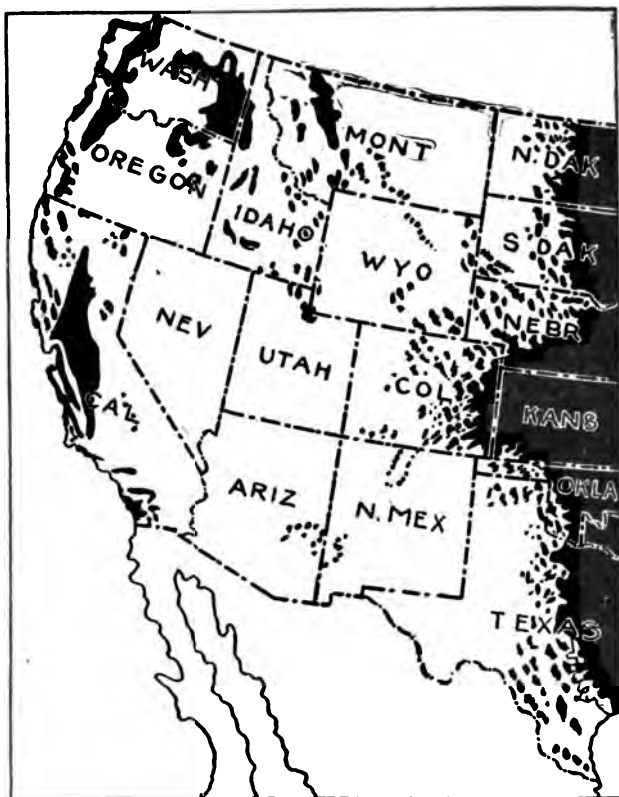 WASH
MONT
N. DAK
OREGON
IDAHO
S DAK
WYO
NEBR
NEV
UTAH
COL
CAL
KANS
ARIZ
N. MEX
OKLA
TEXAS